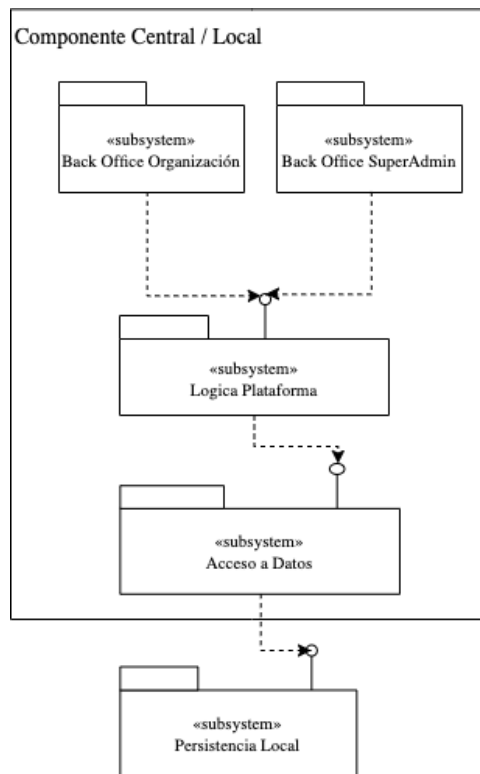 Componente Central / Local
«subsystem»
Back Office Organización
«subsystem»
Back Office SuperAdmin
«subsystem»
Logica Plataforma
«subsystem»
Acceso a Datos
«subsystem»
Persistencia Local